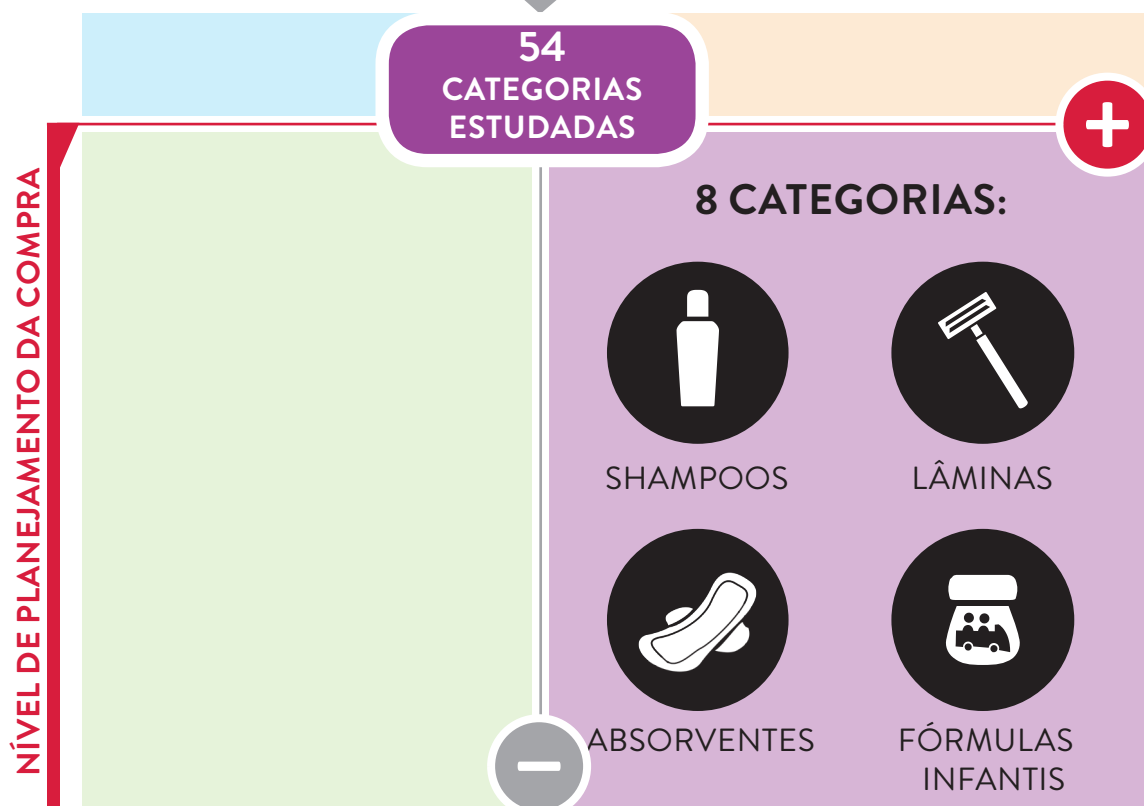 54
CATEGORIAS
ESTUDADAS
NÍVEL DE PLANEJAMENTO DA COMPRA
8 CATEGORIAS:
SHAMPOOS
LÂMINAS
ABSORVENTES
FÓRMULAS
INFANTIS